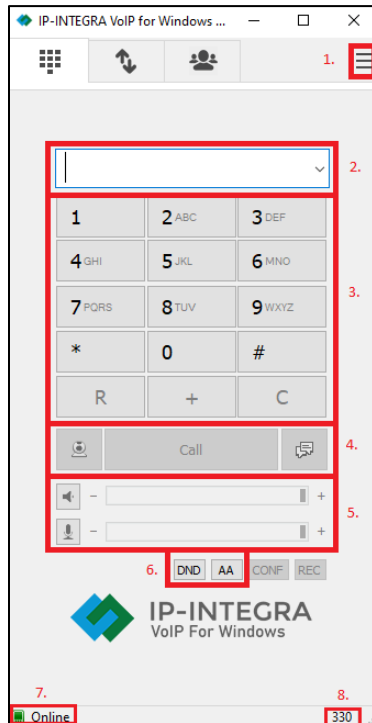 IP-INTEGRA VoIP for Windows ...
1.
2.
1 2 ABC 3 DEF
4 GHI 5 JKL 6 MNO
3.
7 PQRS 8 TUV 9 WXYZ
* 0 #
R + C
Call 4.
- +
5.
- +
6. DND AA CONF REC
IP-INTEGRA
VoIP For Windows
7. 8.
Online 330